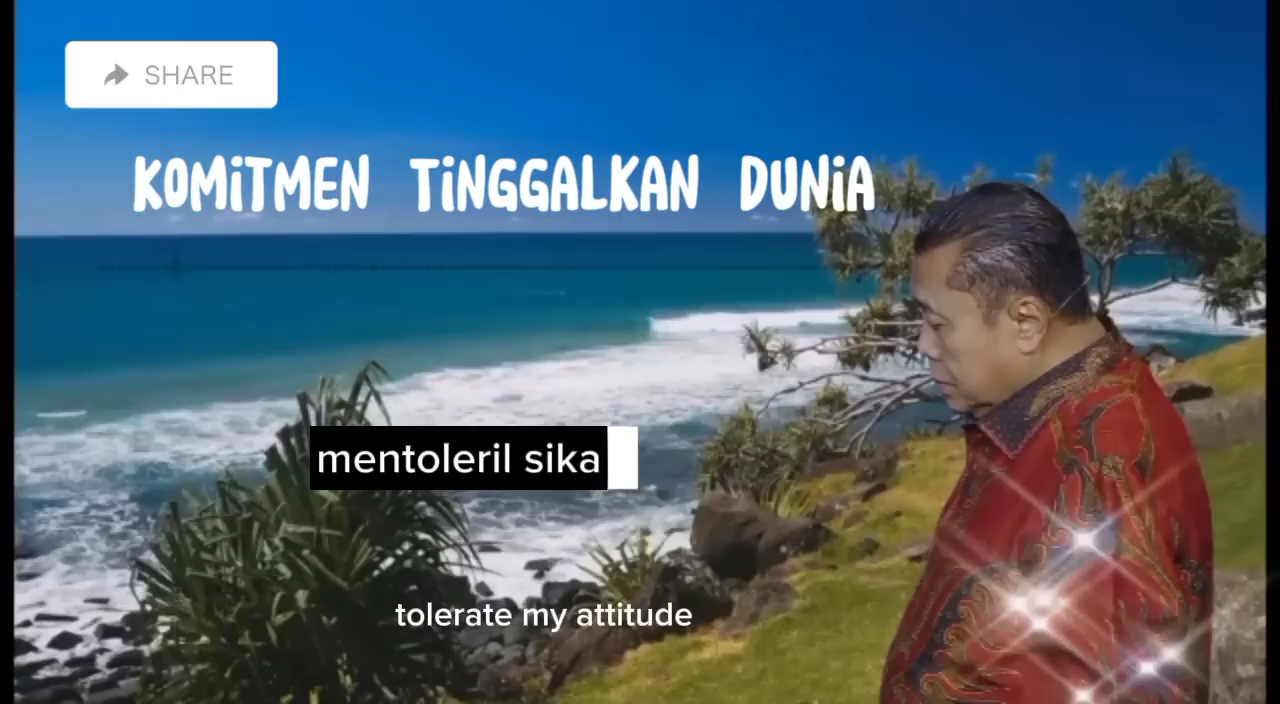 SHARE
KOMiTMEN TiNGGALKAN DUNiA
mentoleril sika
tolerate my attitude